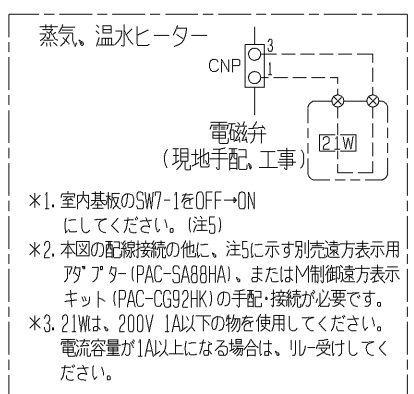 蒸気、温水ヒーター
3
CNP
1
電磁弁
21W
(現地手配、工事)
*1. 室内基板のSW7-1をOFF→ON
にしてください。(注5)
*2. 本図の配線接続の他に、注5に示す別売遠方表示用
アダプター(PAC-SA88HA)、またはM制御遠方表示
キット(PAC-CG92HK)の手配・接続が必要です。
*3. 21Wは、200V 1A以下の物を使用してください。
電流容量が1A以上になる場合は、リレー受けしてく
ださい。